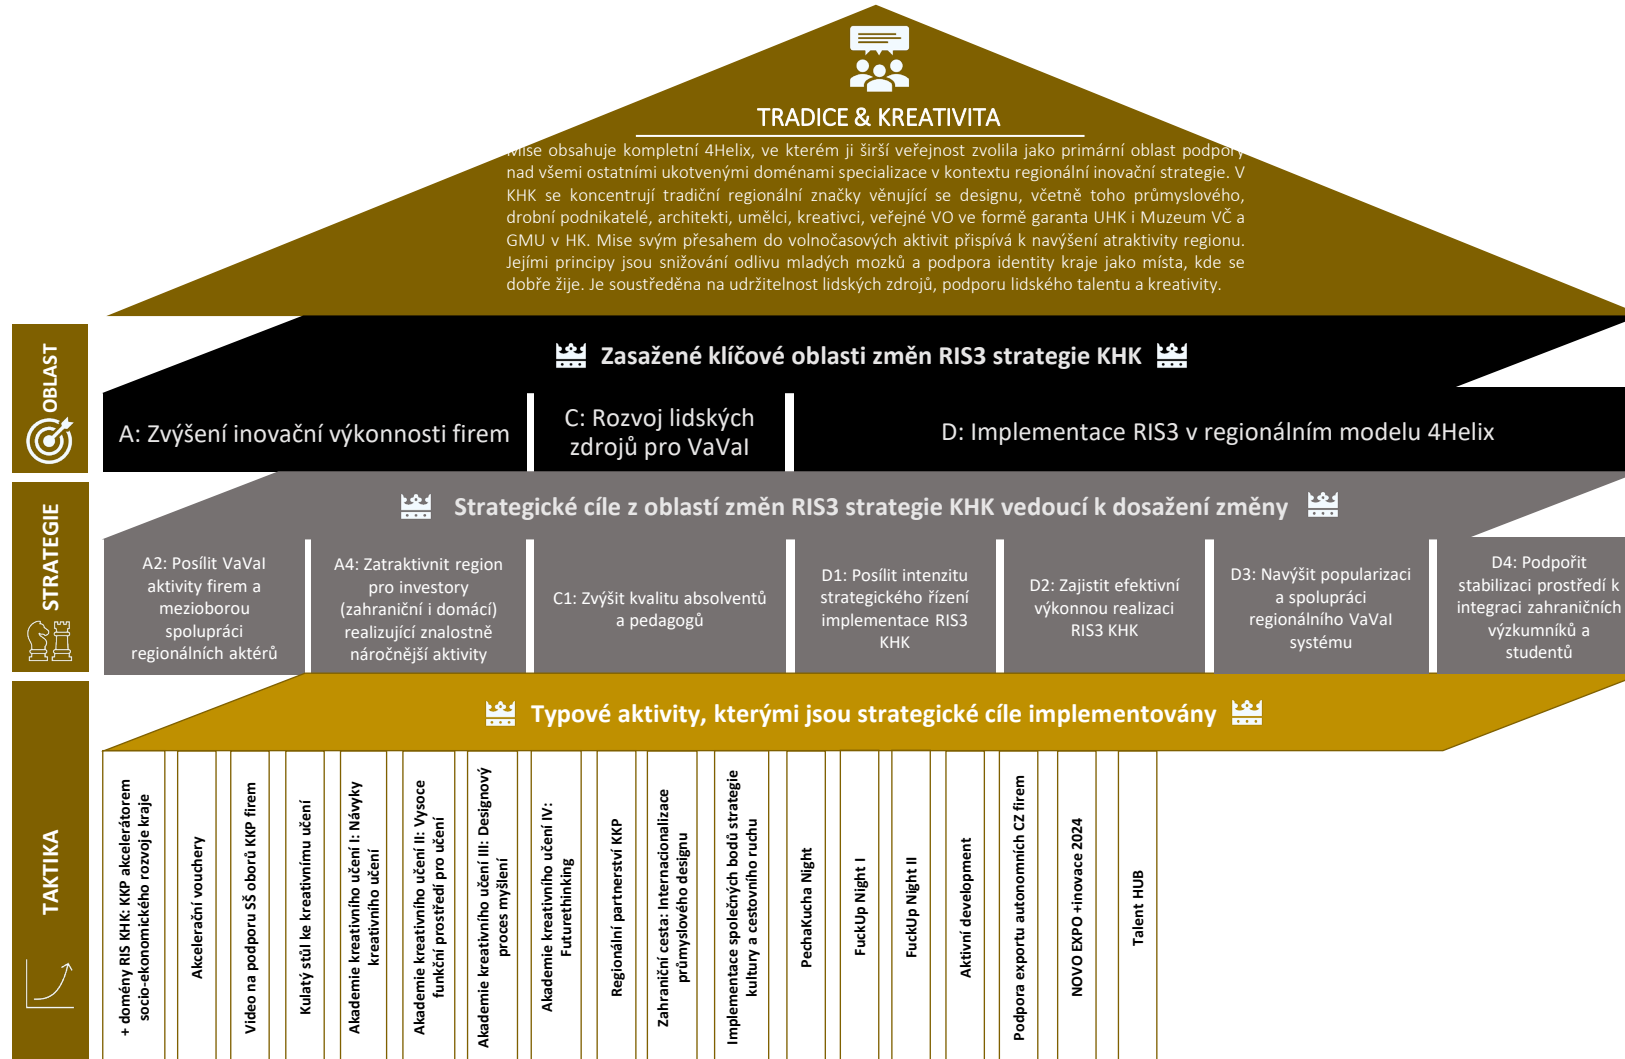 TRADICE & KREATIVITA
Mise obsahuje kompletní 4Helix, ve kterém ji širší veřejnost zvolila jako primární oblast podpory
nad všemi ostatními ukotvenými doménami specializace v kontextu regionální inovační strategie. V
KHK se koncentrují tradiční regionální značky věnující se designu, včetně toho průmyslového,
drobní podnikatelé, architekti, umělci, kreativci, veřejné VO ve formě garanta UHK i Muzeum VČ a
GMU v HK. Mise svým přesahem do volnočasových aktivit přispívá k navýšení atraktivity regionu.
Jejími principy jsou snižování odlivu mladých mozků a podpora identity kraje jako místa, kde se
dobře žije. Je soustředěna na udržitelnost lidských zdrojů, podporu lidského talentu a kreativity.
OBLAST
Zasažené klíčové oblasti změn RIS3 strategie KHK
A: Zvýšení inovační výkonnosti firem
C: Rozvoj lidských
zdrojů pro VaVaI
D: Implementace RIS3 v regionálním modelu 4Helix
STRATEGIE
Strategické cíle z oblastí změn RIS3 strategie KHK vedoucí k dosažení změny
A2: Posílit VaVaI
aktivity firem a
mezioborou
spolupráci
regionálních aktérů
A4: Zatraktivnit region
pro investory
(zahraniční i domácí)
realizující znalostně
náročnější aktivity
C1: Zvýšit kvalitu absolventů
a pedagogů
D1: Posílit intenzitu
strategického řízení
implementace RIS3
KHK
D2: Zajistit efektivní
výkonnou realizaci
RIS3 KHK
D3: Navýšit popularizaci
a spolupráci
regionálního VaVaI
systému
D4: Podpořit
stabilizaci prostředí k
integraci zahraničních
výzkumníků a
studentů
TAKTIKA
Typové aktivity, kterými jsou strategické cíle implementovány
+ domény RIS KHK: KKP akcelerátorem
socio-ekonomického rozvoje kraje
Akcelerační vouchery
Video na podporu SŠ oborů KKP firem
Kulatý stůl ke kreativnímu učení
Akademie kreativního učení I: Návyky
kreativního učení
Akademie kreativního učení II: Vysoce
funkční prostředí pro učení
Akademie kreativního učení III: Designový
proces myšlení
Akademie kreativního učení IV:
Futurethinking
Regionální partnerství KKP
Zahraniční cesta: Internacionalizace
průmyslového designu
Implementace společných bodů strategie
kultury a cestovního ruchu
PechaKucha Night
FuckUp Night I
FuckUp Night II
Aktivní development
Podpora exportu autonomních CZ firem
NOVO EXPO +inovace 2024
Talent HUB